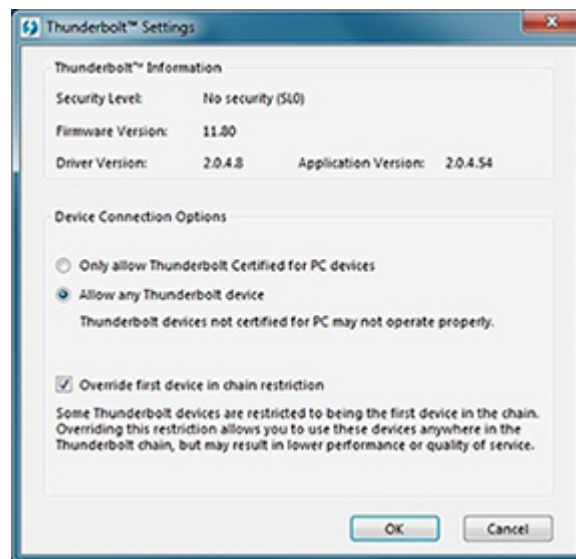 Thunderbolt™ Settings
Thunderbolt™ Information
Security Level: No security (SL0)
Firmware Version: 11.80
Driver Version: 2.0.4.8 Application Version: 2.0.4.54
Device Connection Options
Only allow Thunderbolt Certified for PC devices
Allow any Thunderbolt device
Thunderbolt devices not certified for PC may not operate properly.
Override first device in chain restriction
Some Thunderbolt devices are restricted to being the first device in the chain.
Overriding this restriction allows you to use these devices anywhere in the
Thunderbolt chain, but may result in lower performance or quality of service.
OK Cancel